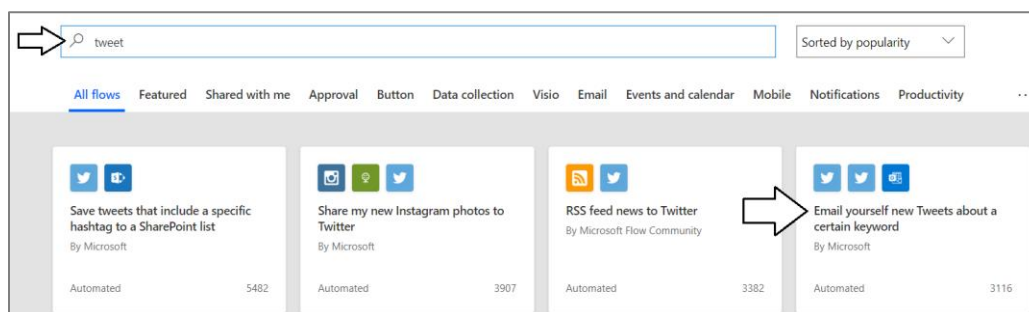 tweet
Sorted by popularity
All flows Featured Shared with me Approval Button Data collection Visio Email Events and calendar Mobile Notifications Productivity ...
Save tweets that include a specific
hashtag to a SharePoint list
By Microsoft
Automated 5482
Share my new Instagram photos to
Twitter
By Microsoft
Automated 3907
RSS feed news to Twitter
By Microsoft Flow Community
Automated 3382
Email yourself new Tweets about a
certain keyword
By Microsoft
Automated 3116